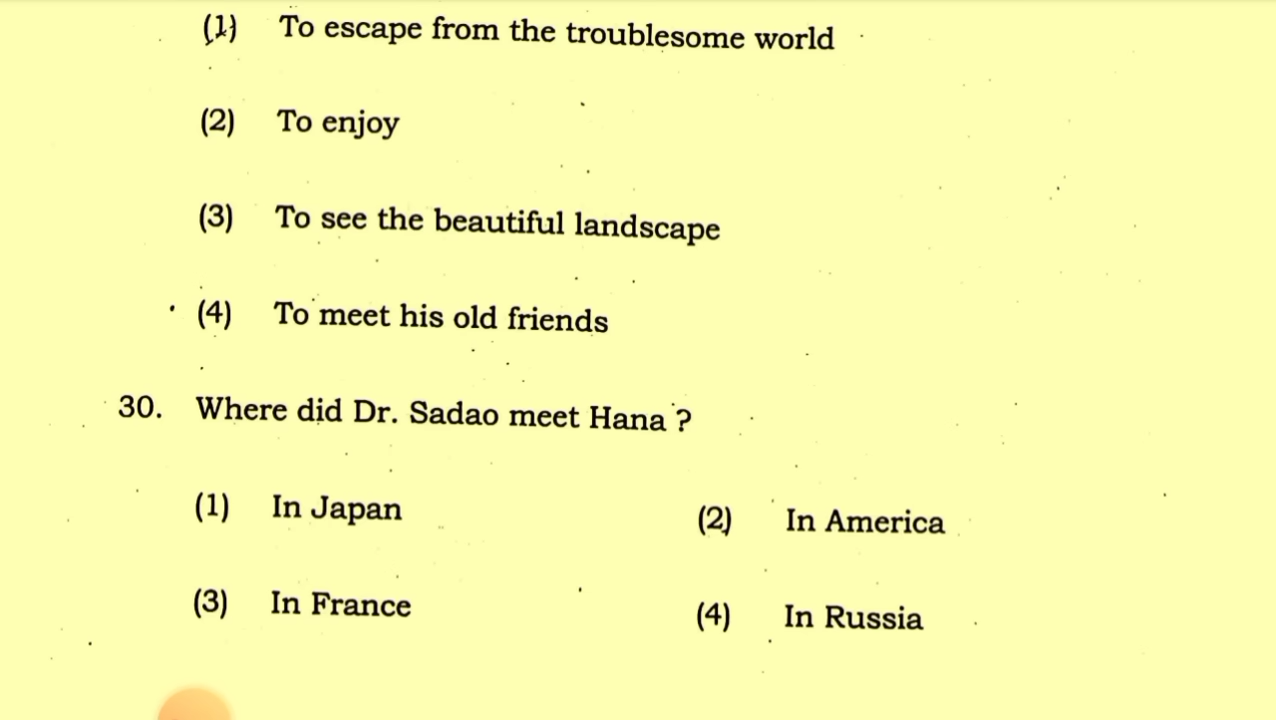 (1) To escape from the troublesome world
(2) To enjoy
(3) To see the beautiful landscape
(4) To meet his old friends
30. Where did Dr. Sadao meet Hana ?
(1) In Japan (2) In America
(3) In France (4) In Russia